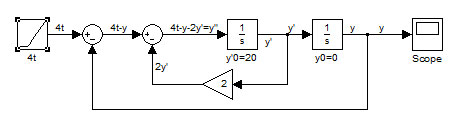 4t
4t-y
4t-y-2y'=y''
1
s
y'
y'
1
s
y
y
4t
y'0=20
y0=0
Scope
2y'
2